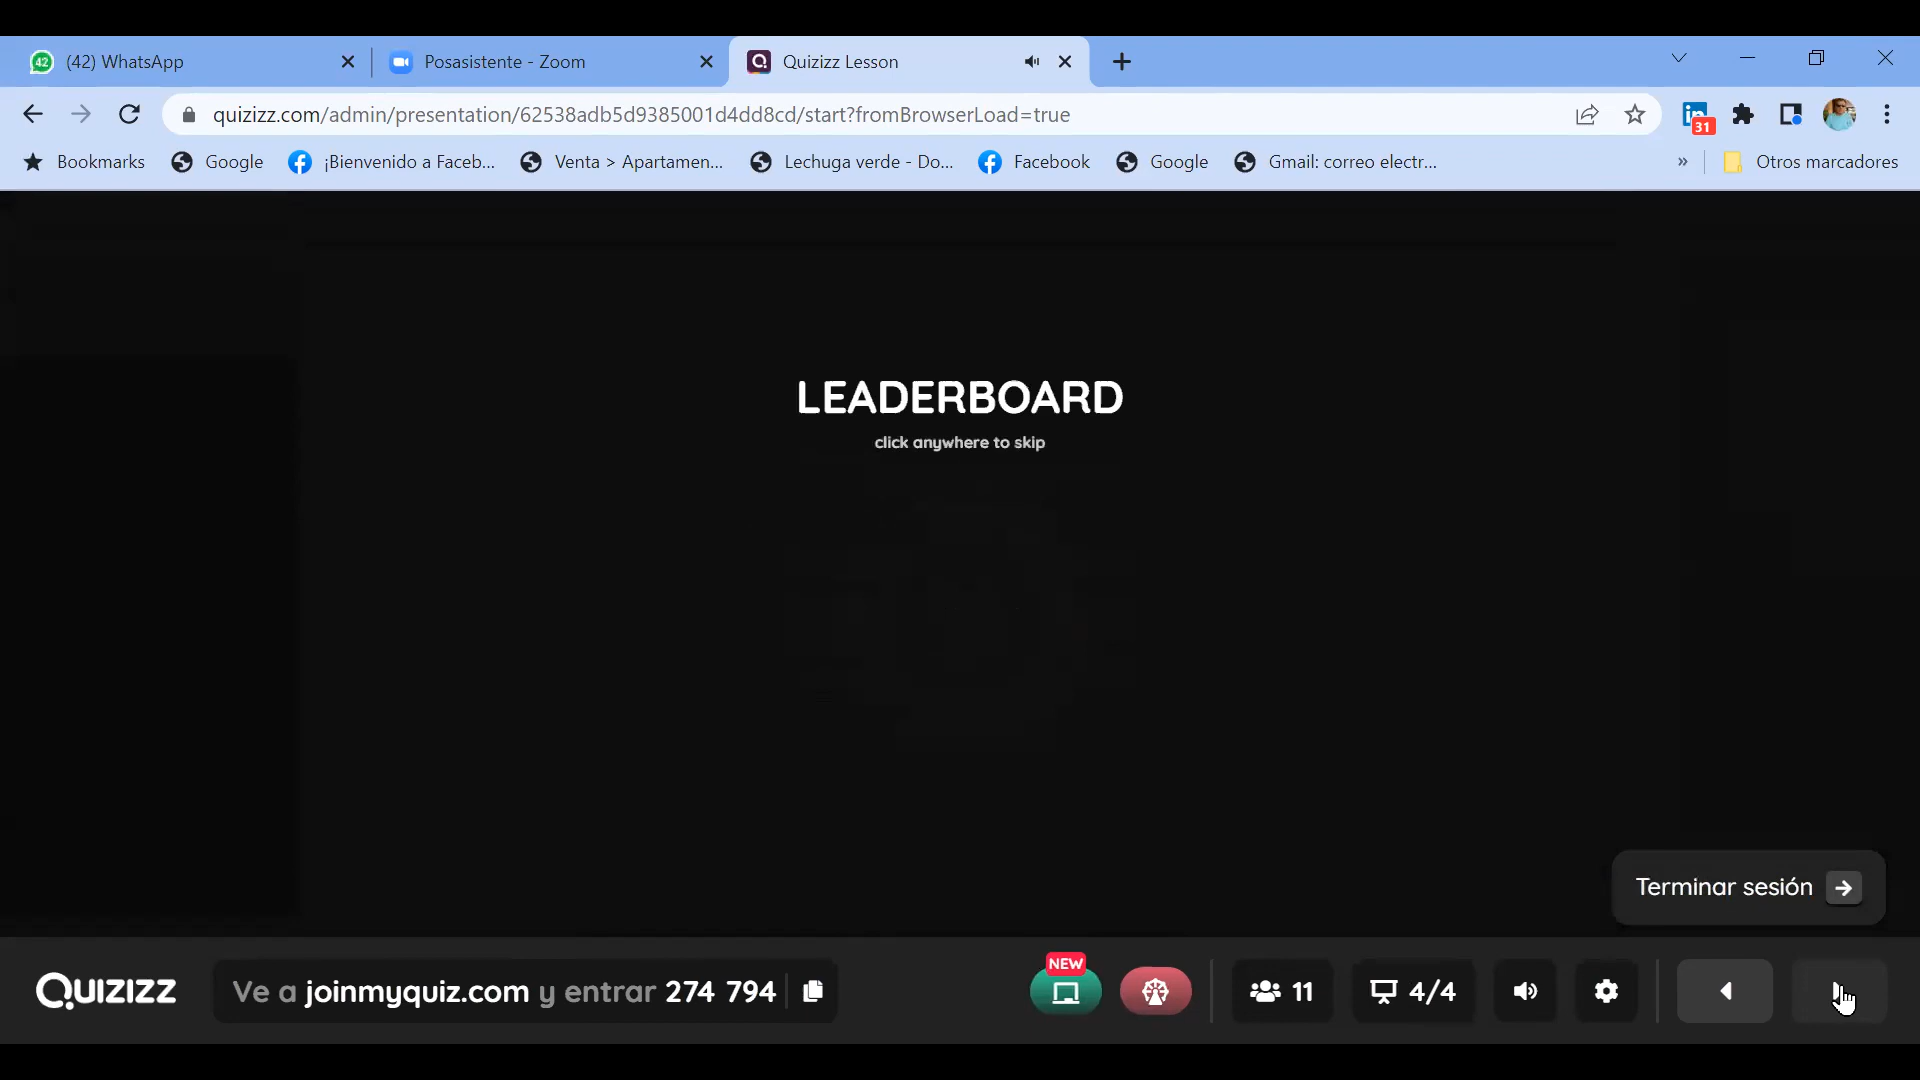 42 (42) WhatsApp
Posasistente - Zoom
Quizizz Lesson
quizizz.com/admin/presentation/62538adb5d9385001d4dd8cd/start?fromBrowserLoad=true
in 31
Bookmarks
Google
¡Bienvenido a Faceb...
Venta > Apartamen...
Lechuga verde - Do...
Facebook
Google
Gmail: correo electr...
»
Otros marcadores
LEADERBOARD
click anywhere to skip
Terminar sesión
QUIZIZZ
Ve a joinmyquiz.com y entrar 274 794
NEW
11
4/4